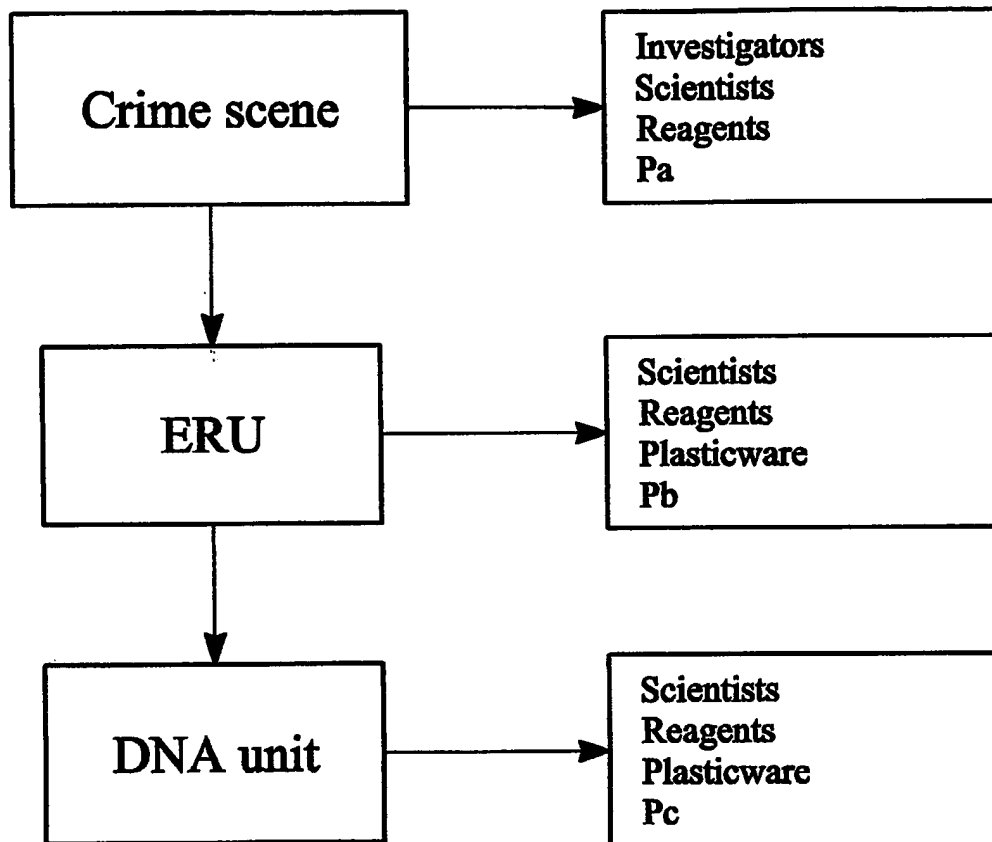 Crime scene
Investigators
Scientists
Reagents
Pa
ERU
Scientists
Reagents
Plasticware
Pb
DNA unit
Scientists
Reagents
Plasticware
Pc